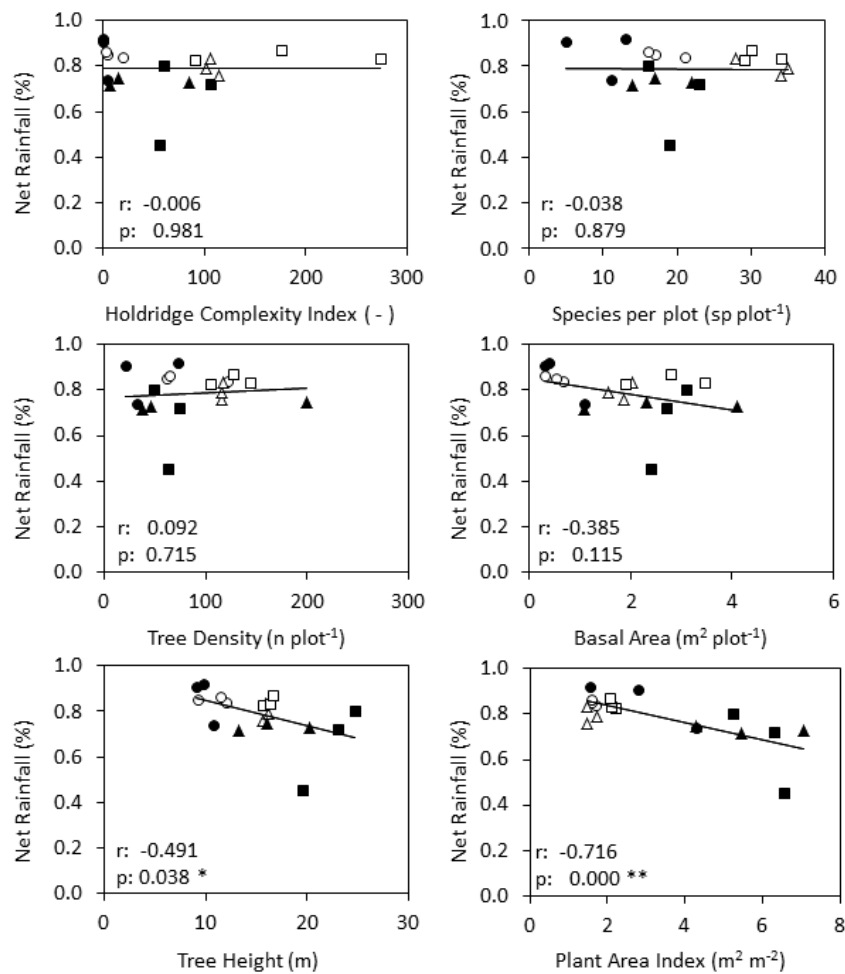 1.0
0.8
0.6
0.4
0.2
0.0
Net Rainfall (%)
r: -0.006
p: 0.981
0 100 200 300
Holdridge Complexity Index ( - )
1.0
0.8
0.6
0.4
0.2
0.0
Net Rainfall (%)
r: -0.038
p: 0.879
0 10 20 30 40
Species per plot (sp plot⁻¹)
1.0
0.8
0.6
0.4
0.2
0.0
Net Rainfall (%)
r: 0.092
p: 0.715
0 100 200 300
Tree Density (n plot⁻¹)
1.0
0.8
0.6
0.4
0.2
0.0
Net Rainfall (%)
r: -0.385
p: 0.115
0 2 4 6
Basal Area (m² plot⁻¹)
1.0
0.8
0.6
0.4
0.2
0.0
Net Rainfall (%)
r: -0.491
p: 0.038 *
0 10 20 30
Tree Height (m)
1.0
0.8
0.6
0.4
0.2
0.0
Net Rainfall (%)
r: -0.716
p: 0.000 **
0 2 4 6 8
Plant Area Index (m² m⁻²)